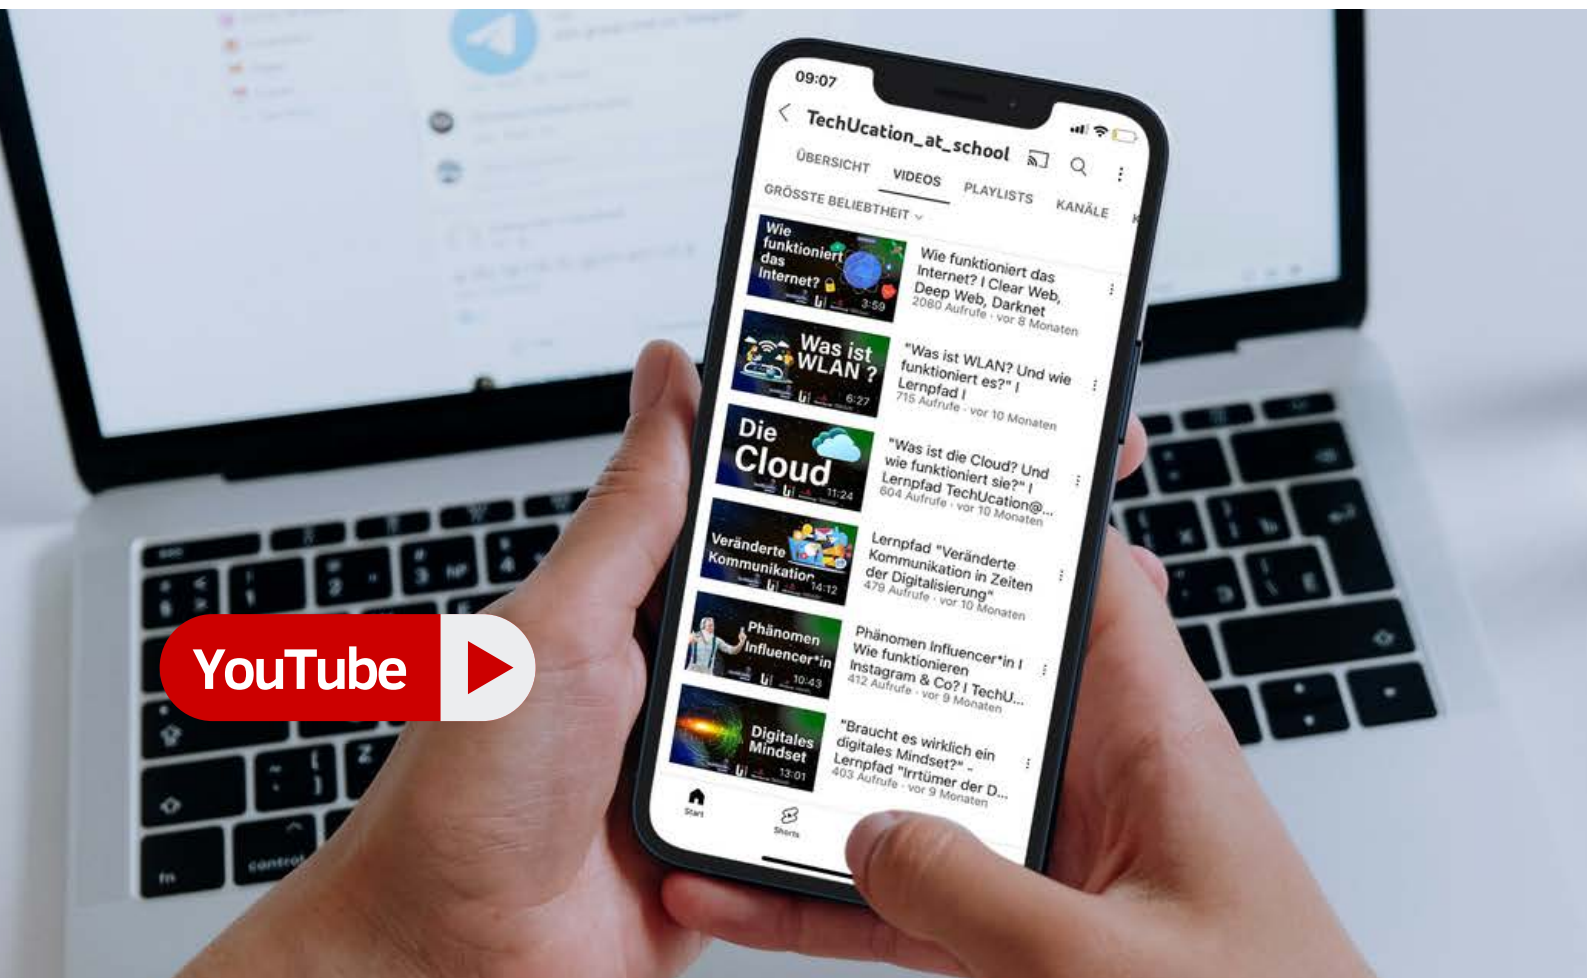 09:07
TechUcation_at_school
ÜBERSICHT VIDEOS PLAYLISTS KANÄLE K
GRÖSSTE BELIEBTHEIT
Wie
funktioniert
das
Internet?
3:59
Wie funktioniert das
Internet? I Clear Web,
Deep Web, Darknet
2080 Aufrufe · vor 8 Monaten
Was ist
WLAN ?
6:27
"Was ist WLAN? Und wie
funktioniert es?" I
Lernpfad I
715 Aufrufe · vor 10 Monaten
Die
Cloud
11:24
"Was ist die Cloud? Und
wie funktioniert sie?" I
Lernpfad TechUcation@...
604 Aufrufe · vor 10 Monaten
Veränderte
Kommunikation
14:12
Lernpfad "Veränderte
Kommunikation in Zeiten
der Digitalisierung"
479 Aufrufe · vor 10 Monaten
Phänomen
Influencer*in
10:43
Phänomen Influencer*in I
Wie funktionieren
Instagram & Co? I TechU...
412 Aufrufe · vor 9 Monaten
Digitales
Mindset
13:01
"Braucht es wirklich ein
digitales Mindset?" -
Lernpfad "Irrtümer der D...
403 Aufrufe · vor 9 Monaten
Start
Shorts
YouTube
fn
control